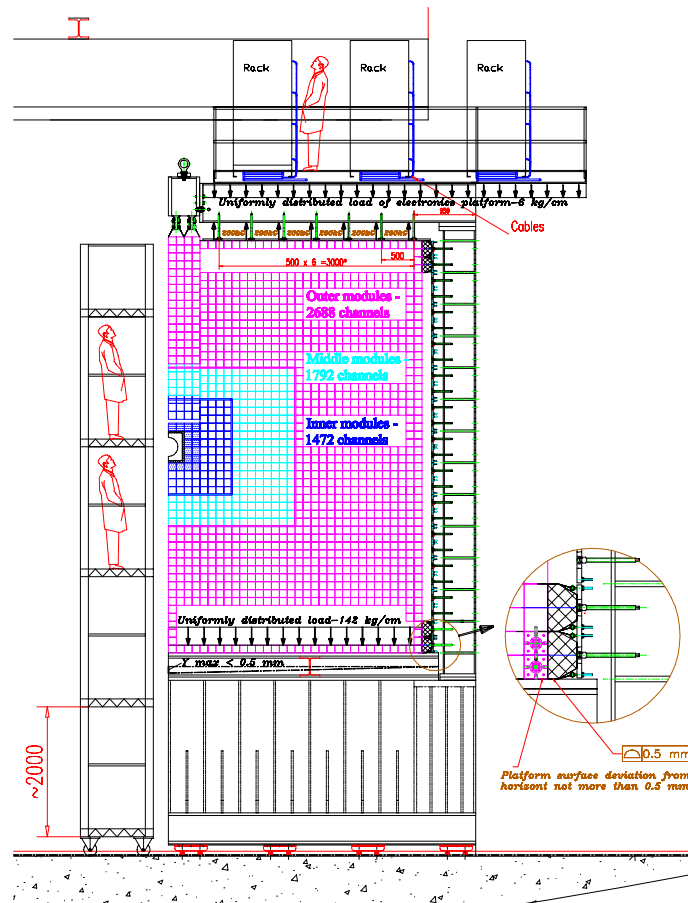 Rack
Rack
Rack
Uniformly distributed load of electronics platform-6 kg/cm
Cables
500
500 x 6 =3000*
Outer modules -
2688 channels
Middle modules -
1792 channels
Inner modules -
1472 channels
Uniformly distributed load-142 kg/cm
Y max < 0.5 mm
~2000
0.5 mm
Platform surface deviation from
horizont not more than 0.5 mm